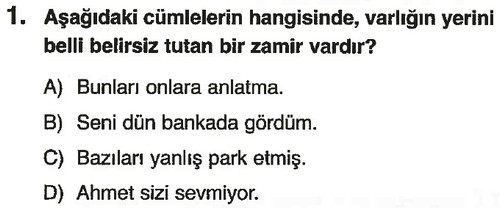 1. Aşağıdaki cümlelerin hangisinde, varlığın yerini
belli belirsiz tutan bir zamir vardır?
A) Bunları onlara anlatma.
B) Seni dün bankada gördüm.
C) Bazıları yanlış park etmiş.
D) Ahmet sizi sevmiyor.